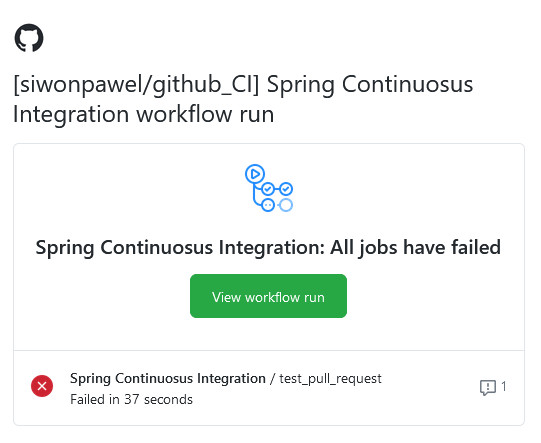 [siwonpawel/github_CI] Spring Continuosus
Integration workflow run
Spring Continuosus Integration: All jobs have failed
View workflow run
Spring Continuosus Integration / test_pull_request
1
Failed in 37 seconds